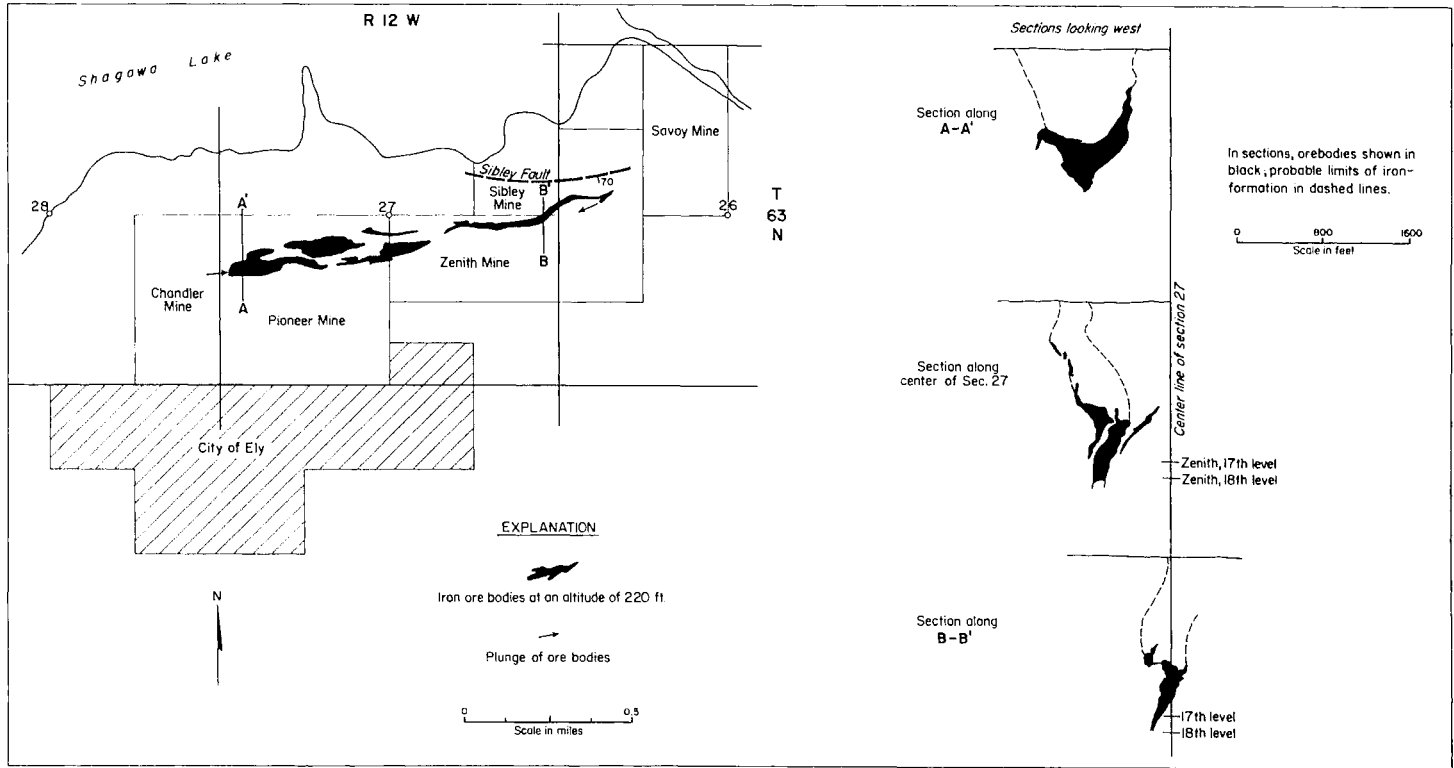 R 12 W
Shagawa Lake
Savoy Mine
Sibley Fault
70
28
Sibley
Mine
B'
A'
27
26
T
63
N
Zenith Mine
B
Chandler
Mine
A
Pioneer Mine
City of Ely
EXPLANATION
Iron ore bodies at an altitude of 220 ft.
Plunge of ore bodies
N
0 0.5
Scale in miles
Sections looking west
Section along
A-A'
In sections, orebodies shown in
black; probable limits of iron-
formation in dashed lines.
0 800 1600
Scale in feet
Center line of section 27
Section along
center of Sec. 27
Zenith, 17th level
Zenith, 18th level
Section along
B-B'
17th level
18th level